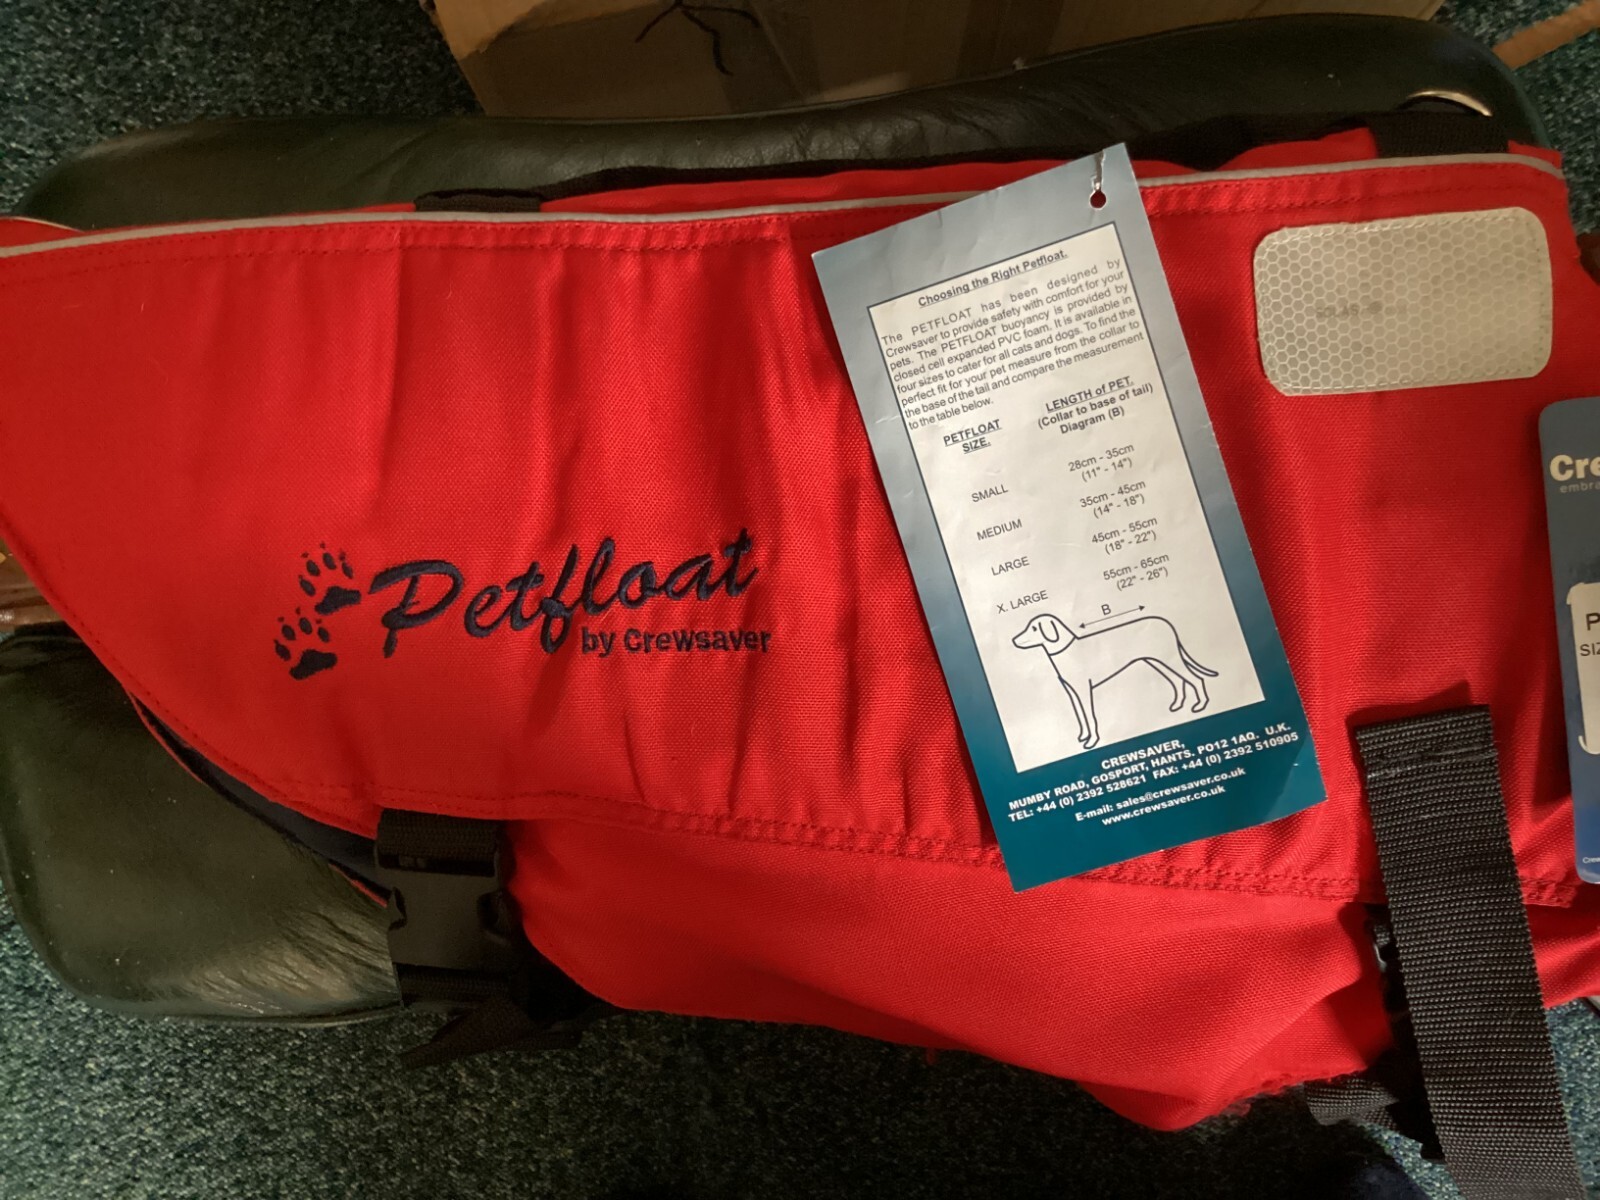 Petfloat
by Crewsaver
Choosing the Right Petfloat.
The PETFLOAT has been designed by
Crewsaver to provide safety with comfort for your
pets. The PETFLOAT buoyancy is provided by
closed cell expanded PVC foam. It is available in
four sizes to cater for all cats and dogs. To find the
perfect fit for your pet measure from the collar to
the base of the tail and compare the measurement
to the table below.
PETFLOAT
SIZE.
LENGTH of PET.
(Collar to base of tail)
Diagram (B)
SMALL
28cm - 35cm
(11" - 14")
MEDIUM
35cm - 45cm
(14" - 18")
LARGE
45cm - 55cm
(18" - 22")
X. LARGE
55cm - 65cm
(22" - 26")
B
CREWSAVER,
MUMBY ROAD, GOSPORT, HANTS. PO12 1AQ. U.K.
TEL: +44 (0) 2392 528621 FAX: +44 (0) 2392 510905
E-mail: sales@crewsaver.co.uk
www.crewsaver.co.uk
Cre
embra
P
SIZ